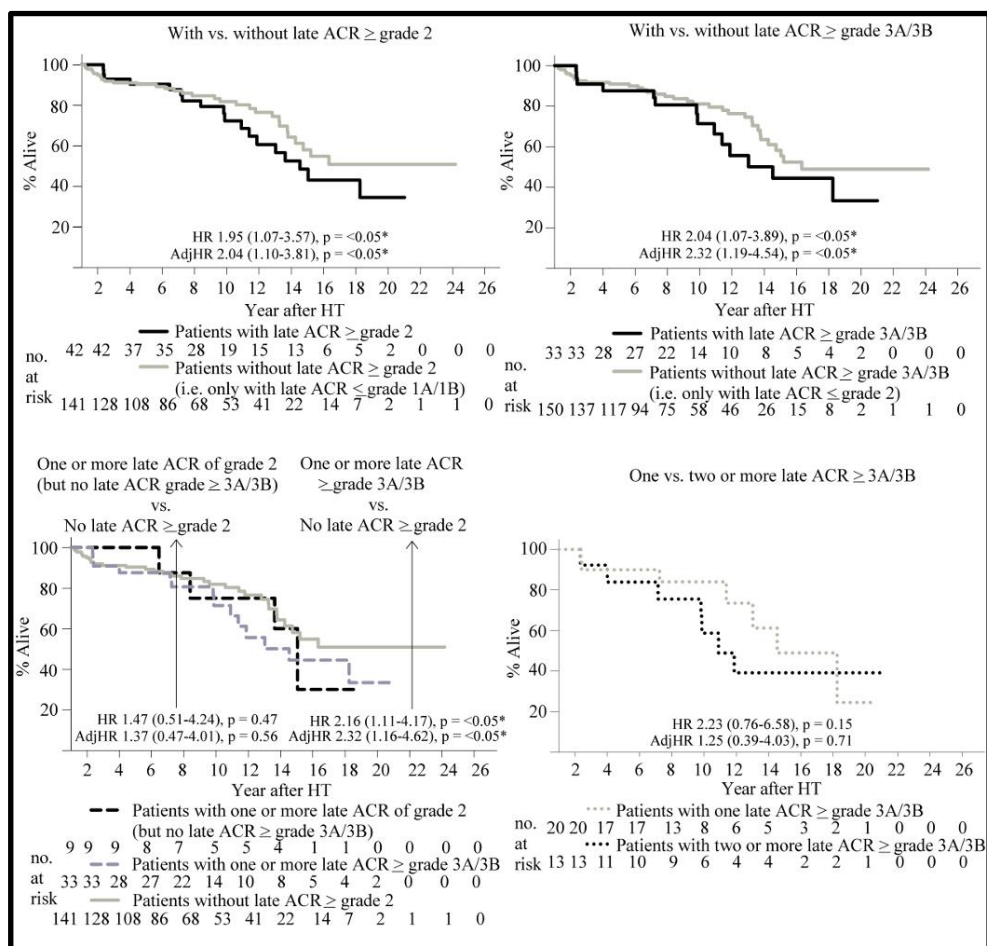 With vs. without late ACR ≥ grade 2
100
80
60
40
20
% Alive
HR 1.95 (1.07-3.57), p = <0.05*
AdjHR 2.04 (1.10-3.81), p = <0.05*
2 4 6 8 10 12 14 16 18 20 22 24 26
Year after HT
Patients with late ACR ≥ grade 2
42 42 37 35 28 19 15 13 6 5 2 0 0 0
no.
at
risk
Patients without late ACR ≥ grade 2
(i.e. only with late ACR ≤ grade 1A/1B)
141 128 108 86 68 53 41 22 14 7 2 1 1 0
With vs. without late ACR ≥ grade 3A/3B
100
80
60
40
20
% Alive
HR 2.04 (1.07-3.89), p = <0.05*
AdjHR 2.32 (1.19-4.54), p = <0.05*
2 4 6 8 10 12 14 16 18 20 22 24 26
Year after HT
Patients with late ACR ≥ grade 3A/3B
33 33 28 27 22 14 10 8 5 4 2 0 0 0
no.
at
risk
Patients without late ACR ≥ grade 3A/3B
(i.e. only with late ACR ≤ grade 2)
150 137 117 94 75 58 46 26 15 8 2 1 1 0
One or more late ACR of grade 2
(but no late ACR grade ≥ 3A/3B)
vs.
No late ACR ≥ grade 2
One or more late ACR
≥ grade 3A/3B
vs.
No late ACR ≥ grade 2
100
80
60
40
20
% Alive
HR 1.47 (0.51-4.24), p = 0.47
AdjHR 1.37 (0.47-4.01), p = 0.56
HR 2.16 (1.11-4.17), p = <0.05*
AdjHR 2.32 (1.16-4.62), p = <0.05*
2 4 6 8 10 12 14 16 18 20 22 24 26
Year after HT
Patients with one or more late ACR of grade 2
(but no late ACR ≥ grade 3A/3B)
9 9 9 8 7 5 5 4 1 1 0 0 0 0
no.
at
risk
Patients with one or more late ACR ≥ grade 3A/3B
33 33 28 27 22 14 10 8 5 4 2 0 0 0
Patients without late ACR ≥ grade 2
141 128 108 86 68 53 41 22 14 7 2 1 1 0
One vs. two or more late ACR ≥ 3A/3B
100
80
60
40
20
% Alive
HR 2.23 (0.76-6.58), p = 0.15
AdjHR 1.25 (0.39-4.03), p = 0.71
2 4 6 8 10 12 14 16 18 20 22 24 26
Year after HT
Patients with one late ACR ≥ grade 3A/3B
no.
at
risk
20 20 17 17 13 8 6 5 3 2 1 0 0 0
Patients with two or more late ACR ≥ grade 3A/3B
13 13 11 10 9 6 4 4 2 2 1 0 0 0